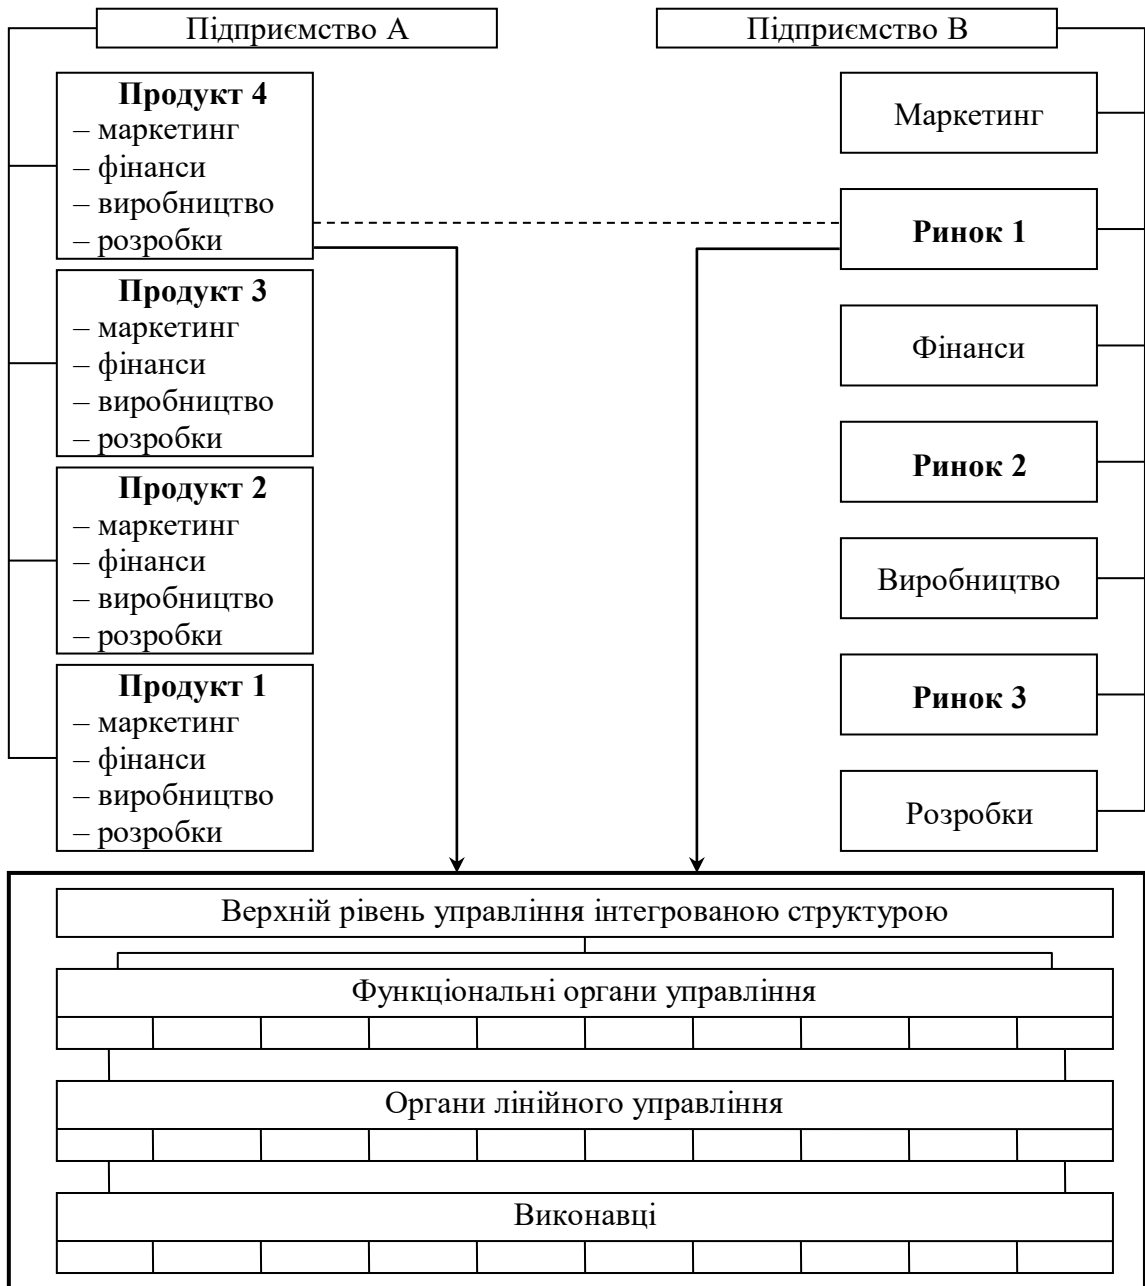 Підприємство А
Підприємство В
Продукт 4
– маркетинг
– фінанси
– виробництво
– розробки
Продукт 3
– маркетинг
– фінанси
– виробництво
– розробки
Продукт 2
– маркетинг
– фінанси
– виробництво
– розробки
Продукт 1
– маркетинг
– фінанси
– виробництво
– розробки
Маркетинг
Ринок 1
Фінанси
Ринок 2
Виробництво
Ринок 3
Розробки
Верхній рівень управління інтегрованою структурою
Функціональні органи управління
Органи лінійного управління
Виконавці